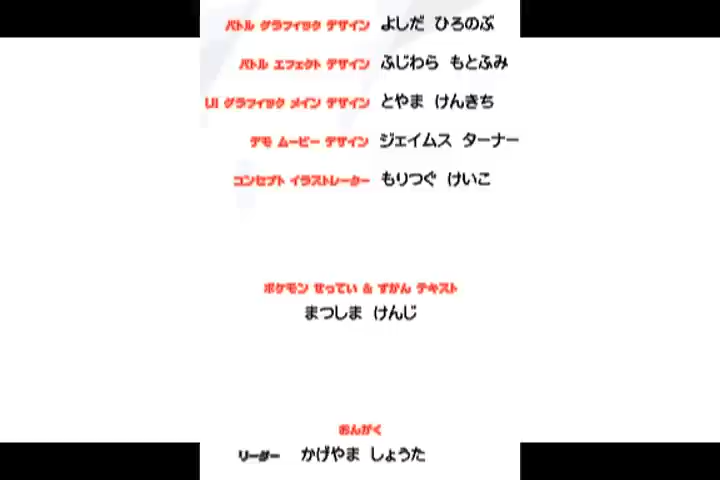 バトル グラフィック デザイン よしだ ひろのぶ
バトル エフェクト デザイン ふじわら もとふみ
UI グラフィック メイン デザイン とやま けんきち
デモ ムービー デザイン ジェイムス ターナー
コンセプト イラストレーター もりつぐ けいこ
ポケモン せってい & ずかん テキスト
まつしま けんじ
おんがく
リーダー かげやま しょうた